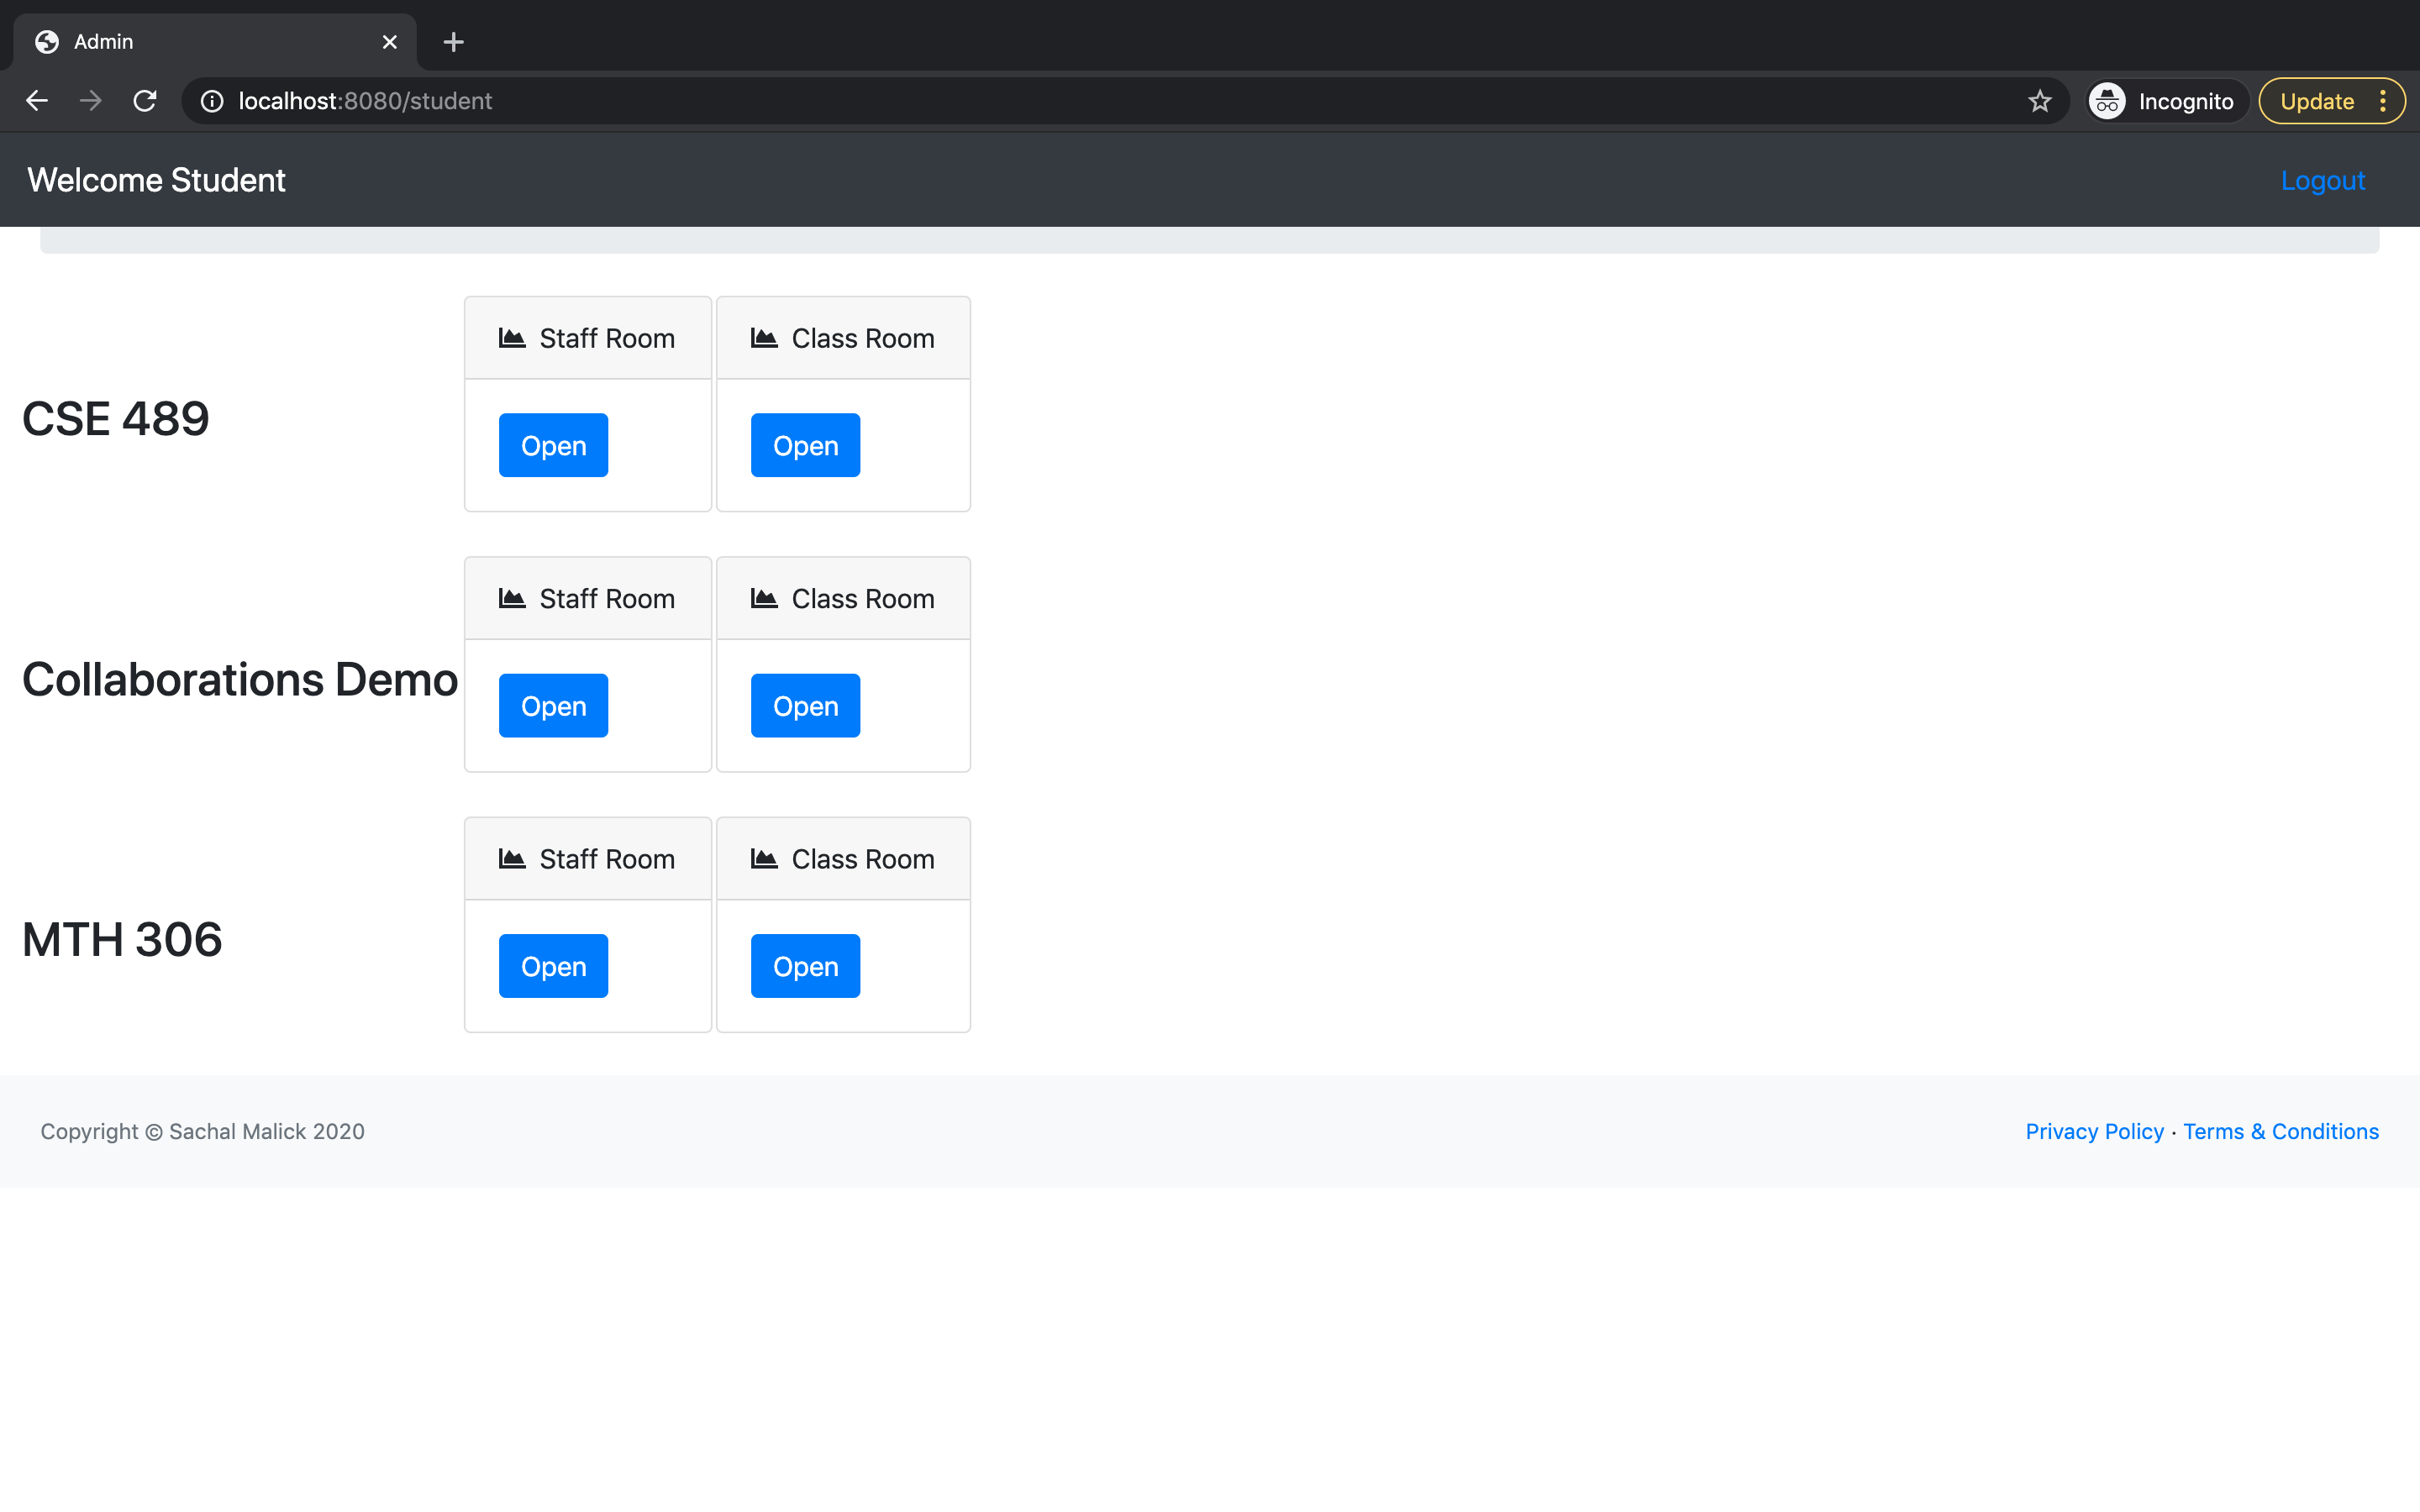 Admin
localhost:8080/student
Incognito
Update
Welcome Student
Logout
Staff Room
Class Room
CSE 489
Open
Open
Staff Room
Class Room
Collaborations Demo
Open
Open
Staff Room
Class Room
MTH 306
Open
Open
Copyright © Sachal Malick 2020
Privacy Policy · Terms & Conditions